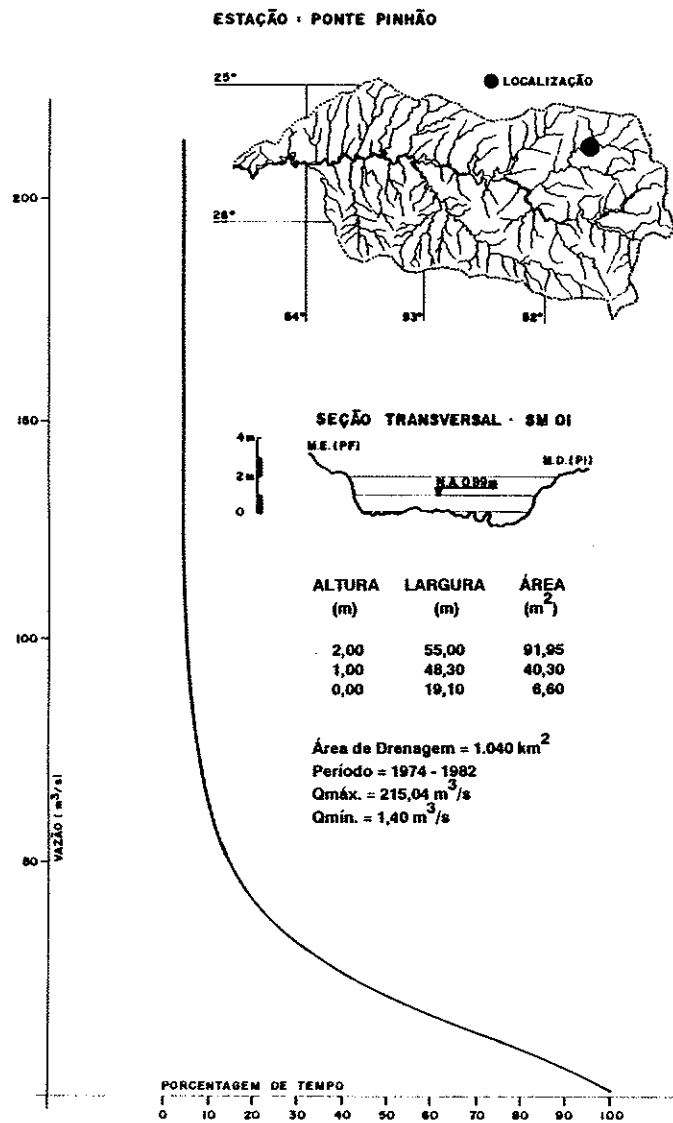 ESTAÇÃO : PONTE PINHÃO
LOCALIZAÇÃO
25°
26°
54°
53°
52°
200
150
100
50
VAZÃO ( m³/s)
SEÇÃO TRANSVERSAL - SM 01
M.E.(PF)
M.D.(PI)
N.A. 0.99m
4m
2m
0
ALTURA LARGURA ÁREA
(m) (m) (m²)
2,00 55,00 91,95
1,00 48,30 40,30
0,00 19,10 6,60
Área de Drenagem = 1.040 km²
Período = 1974 - 1982
Qmáx. = 215,04 m³/s
Qmín. = 1,40 m³/s
PORCENTAGEM DE TEMPO
0 10 20 30 40 50 60 70 80 90 100